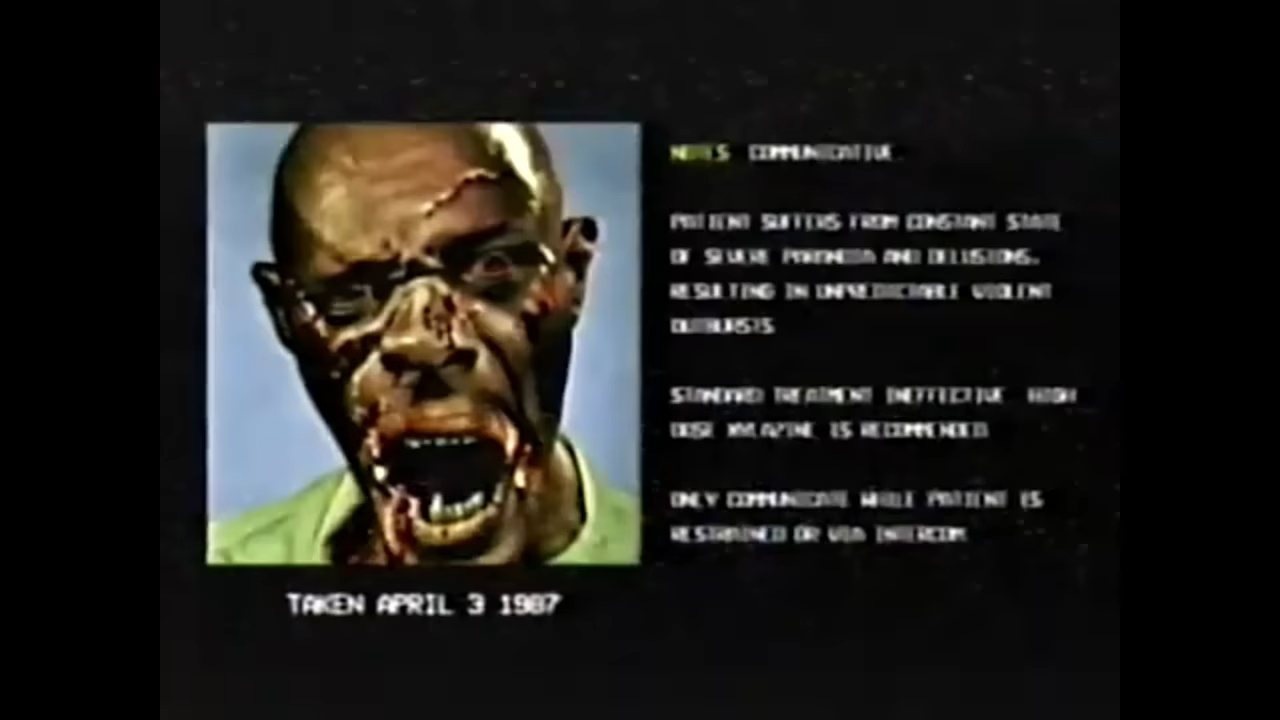 NOTES COMMUNICATIVE
PATIENT SUFFERS FROM CONSTANT STATE
OF SEVERE PARANOIA AND DELUSIONS,
RESULTING IN UNPREDICTABLE VIOLENT
OUTBURSTS
STANDARD TREATMENT INEFFECTIVE HIGH
DOSE XYLAZINE IS RECOMMENDED
ONLY COMMUNICATE WHILE PATIENT IS
RESTRAINED OR VIA INTERCOM
TAKEN APRIL 3 1987